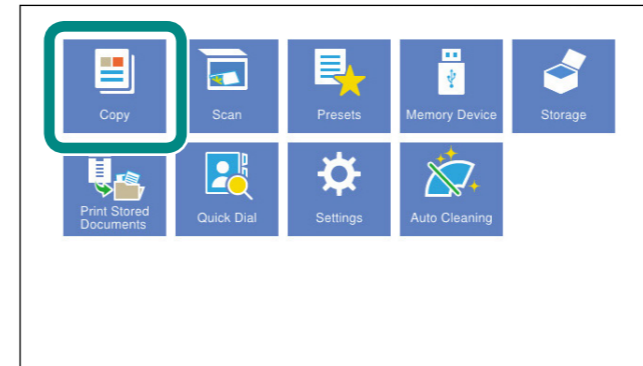 Copy
Scan
Presets
Memory Device
Storage
Print Stored
Documents
Quick Dial
Settings
Auto Cleaning